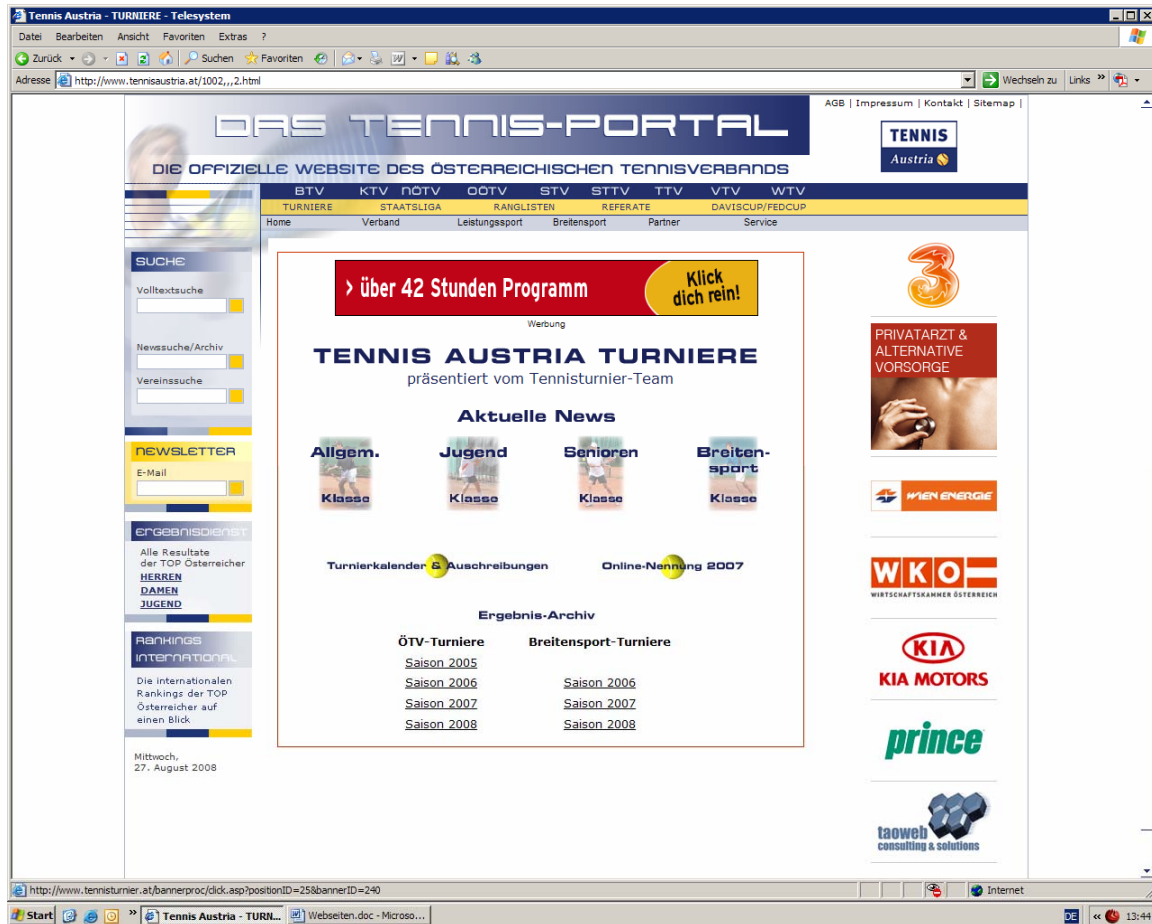 Tennis Austria - TURNIERE - Telesystem
Datei Bearbeiten Ansicht Favoriten Extras ?
Zurück Suchen Favoriten
Adresse http://www.tennisaustria.at/1002,,,2.html Wechseln zu Links »
AGB | Impressum | Kontakt | Sitemap |
DAS TENNIS-PORTAL
TENNIS
Austria
DIE OFFIZIELLE WEBSITE DES ÖSTERREICHISCHEN TENNISVERBANDS
BTV KTV NÖTV OÖTV STV STTV TTV VTV WTV
TURNIERE STAATSLIGA RANGLISTEN REFERATE DAVISCUP/FEDCUP
Home Verband Leistungssport Breitensport Partner Service
SUCHE
Volltextsuche
Newssuche/Archiv
Vereinssuche
NEWSLETTER
E-Mail
ERGEBNISDIENST
Alle Resultate
der TOP Österreicher
HERREN
DAMEN
JUGEND
RANKINGS
INTERNATIONAL
Die internationalen
Rankings der TOP
Österreicher auf
einen Blick
Mittwoch,
27. August 2008
> über 42 Stunden Programm
Klick
dich rein!
Werbung
TENNIS AUSTRIA TURNIERE
präsentiert vom Tennisturnier-Team
Aktuelle News
Allgem. Klasse
Jugend Klasse
Senioren Klasse
Breiten-
sport Klasse
Turnierkalender & Auschreibungen Online-Nennung 2007
Ergebnis-Archiv
ÖTV-Turniere Breitensport-Turniere
Saison 2005
Saison 2006 Saison 2006
Saison 2007 Saison 2007
Saison 2008 Saison 2008
3
PRIVATARZT &
ALTERNATIVE
VORSORGE
WIEN ENERGIE
WKO
WIRTSCHAFTSKAMMER ÖSTERREICH
KIA
KIA MOTORS
prince
taoweb
consulting & solutions
http://www.tennisturnier.at/bannerproc/click.asp?positionID=25&bannerID=240 Internet
Start » Tennis Austria - TURN... Webseiten.doc - Microso... DE « 13:44